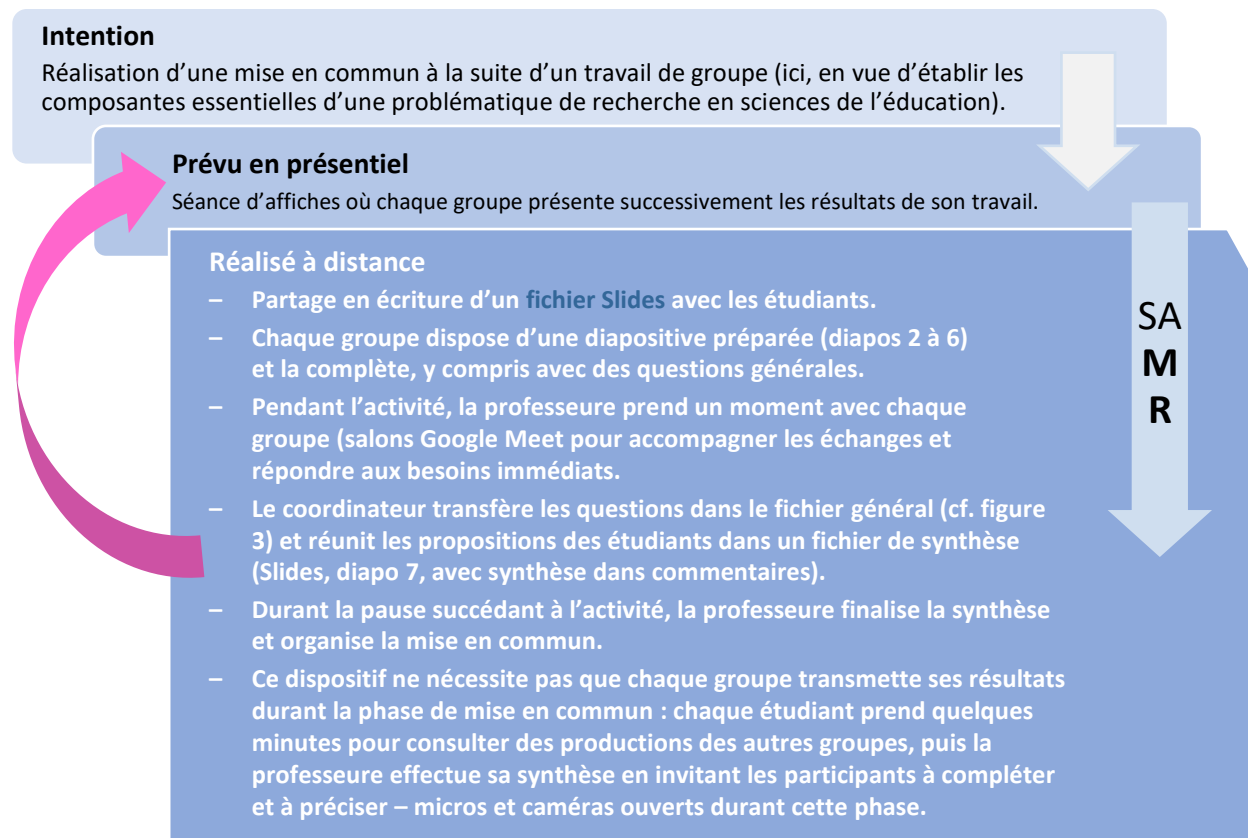 Intention
Réalisation d’une mise en commun à la suite d’un travail de groupe (ici, en vue d’établir les
composantes essentielles d’une problématique de recherche en sciences de l’éducation).
Prévu en présentiel
Séance d’affiches où chaque groupe présente successivement les résultats de son travail.
Réalisé à distance
– Partage en écriture d’un fichier Slides avec les étudiants.
– Chaque groupe dispose d’une diapositive préparée (diapos 2 à 6)
et la complète, y compris avec des questions générales.
– Pendant l’activité, la professeure prend un moment avec chaque
groupe (salons Google Meet pour accompagner les échanges et
répondre aux besoins immédiats.
– Le coordinateur transfère les questions dans le fichier général (cf. figure
3) et réunit les propositions des étudiants dans un fichier de synthèse
(Slides, diapo 7, avec synthèse dans commentaires).
– Durant la pause succédant à l’activité, la professeure finalise la synthèse
et organise la mise en commun.
– Ce dispositif ne nécessite pas que chaque groupe transmette ses résultats
durant la phase de mise en commun : chaque étudiant prend quelques
minutes pour consulter des productions des autres groupes, puis la
professeure effectue sa synthèse en invitant les participants à compléter
et à préciser – micros et caméras ouverts durant cette phase.
SA
M
R